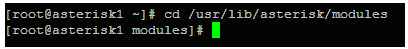 [root@asterisk1 ~]# cd /usr/lib/asterisk/modules
[root@asterisk1 modules]#